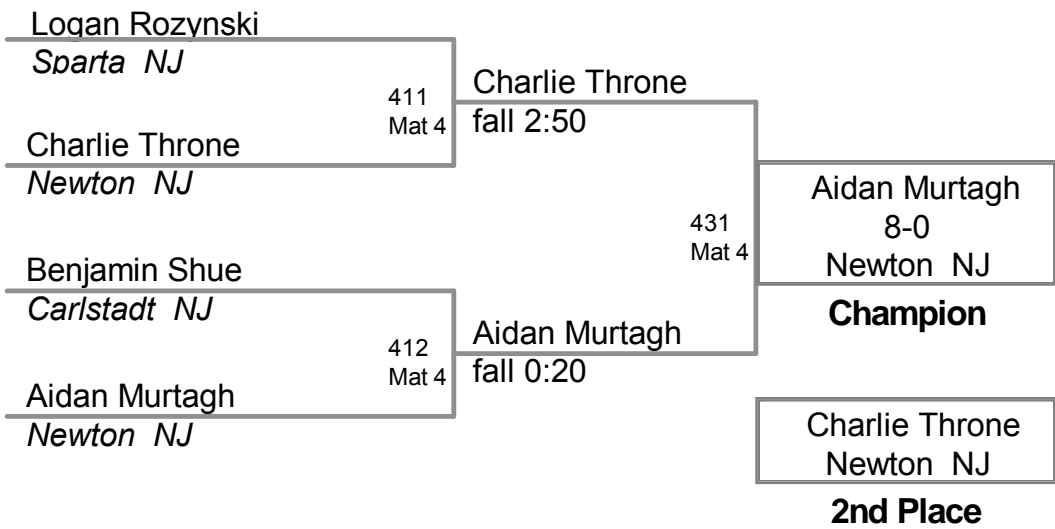 Logan Rozynski
Sparta NJ
411
Mat 4
Charlie Throne
fall 2:50
Charlie Throne
Newton NJ
431
Mat 4
Aidan Murtagh
8-0
Newton NJ
Champion
Benjamin Shue
Carlstadt NJ
412
Mat 4
Aidan Murtagh
fall 0:20
Aidan Murtagh
Newton NJ
Charlie Throne
Newton NJ
2nd Place